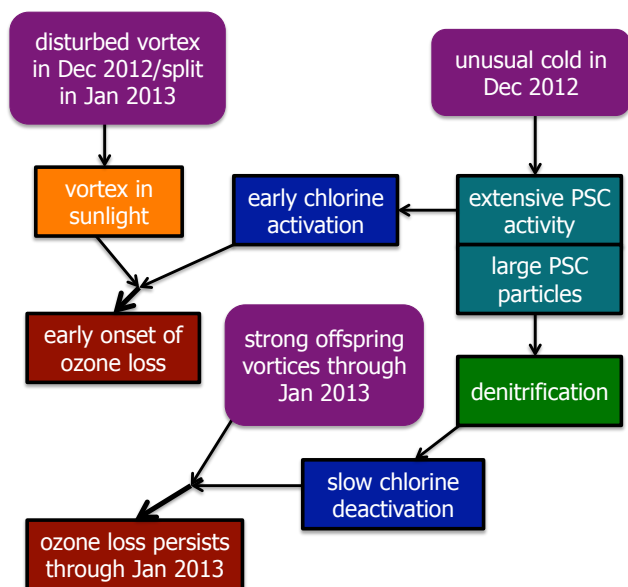 disturbed vortex
in Dec 2012/split
in Jan 2013
unusual cold in
Dec 2012
vortex in
sunlight
early chlorine
activation
extensive PSC
activity
large PSC
particles
early onset of
ozone loss
strong offspring
vortices through
Jan 2013
denitrification
slow chlorine
deactivation
ozone loss persists
through Jan 2013